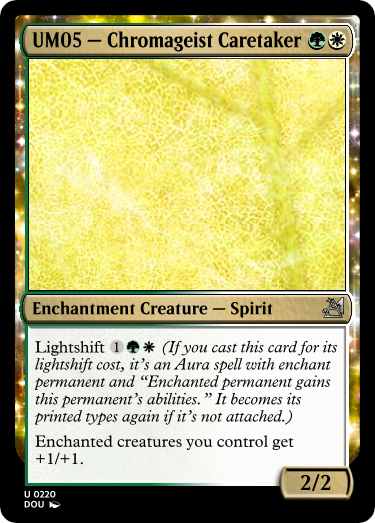 UM05 — Chromageist Caretaker
Enchantment Creature — Spirit
Lightshift 1 (If you cast this card for its
lightshift cost, it's an Aura spell with enchant
permanent and “Enchanted permanent gains
this permanent's abilities.” It becomes its
printed types again if it's not attached.)
Enchanted creatures you control get
+1/+1.
2/2
U 0220
DOU